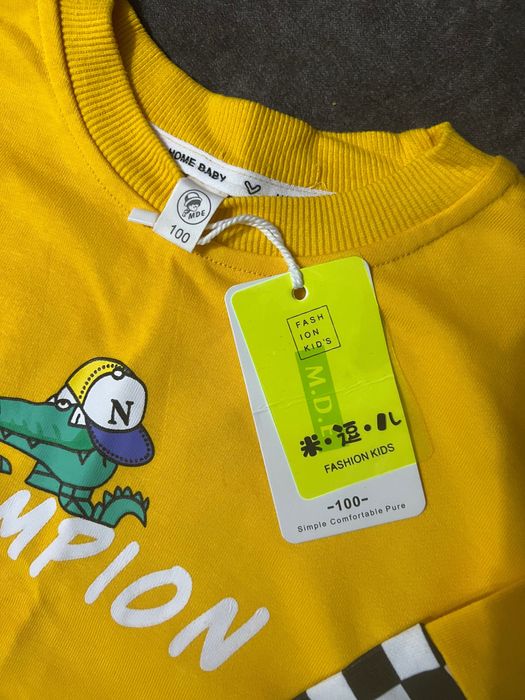 HOME BABY
MDE
100
FASH
ION
KID'S
M.D.
米·逗·儿
FASHION KIDS
-100-
Simple Comfortable Pure
N
MPION